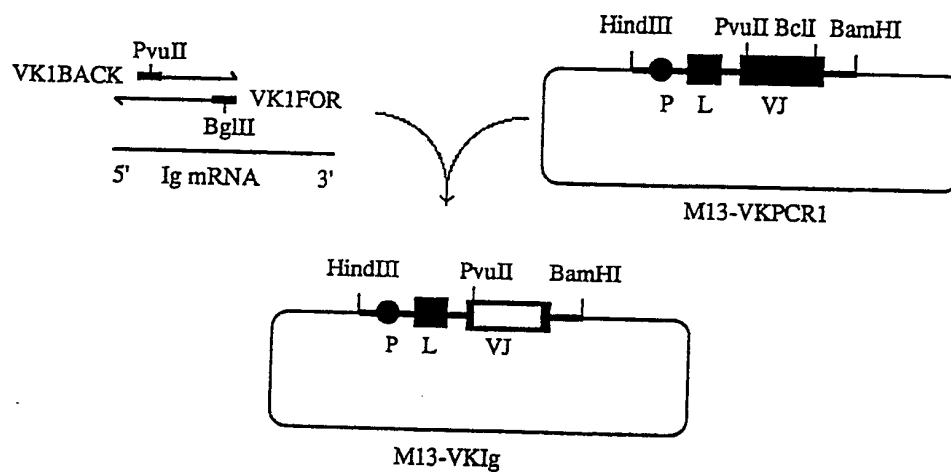 PvuII
VK1BACK
VK1FOR
BglII
5' Ig mRNA 3'
HindIII PvuII BclI BamHI
P L VJ
M13-VKPCR1
HindIII PvuII BamHI
P L VJ
M13-VKIg